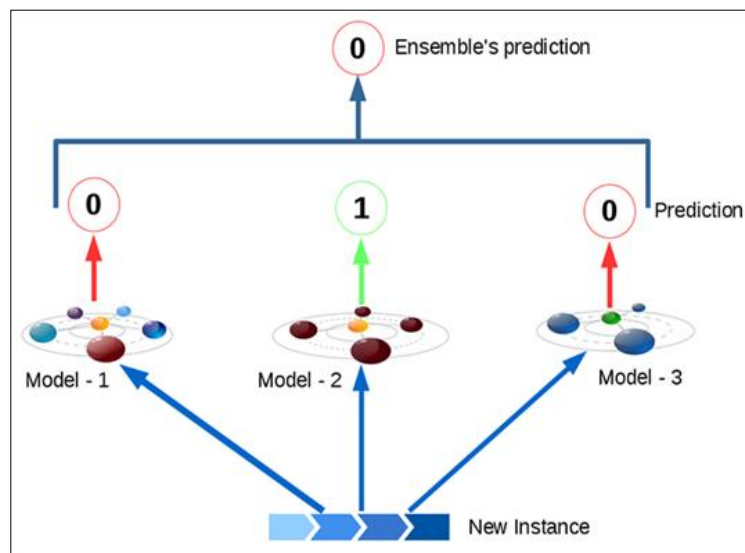 0
Ensemble's prediction
0
1
0
Prediction
Model - 1
Model - 2
Model - 3
New Instance